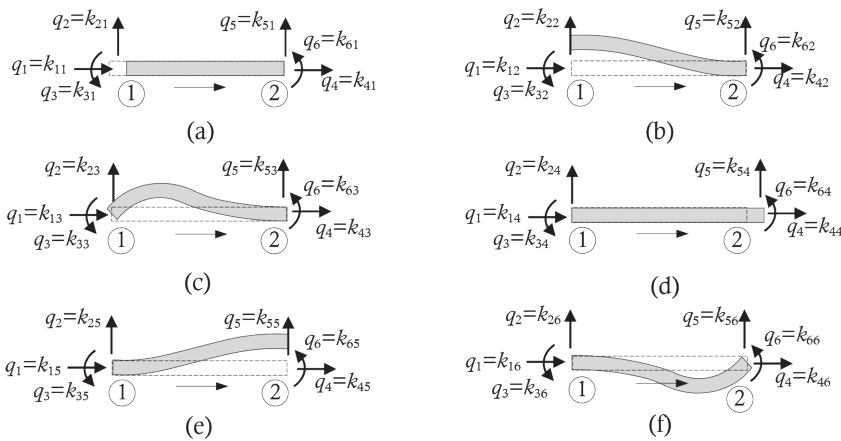 q2=k21 q5=k51 q2=k22 q5=k52
q6=k61 q6=k62
q1=k11 q1=k12
q3=k31 1 2 q4=k41 q3=k32 1 2 q4=k42
(a) (b)
q2=k23 q5=k53 q2=k24 q5=k54
q6=k63 q6=k64
q1=k13 q1=k14
q3=k33 1 2 q4=k43 q3=k34 1 2 q4=k44
(c) (d)
q2=k25 q5=k55 q2=k26 q5=k56
q6=k65 q6=k66
q1=k15 q1=k16
q3=k35 1 2 q4=k45 q3=k36 1 2 q4=k46
(e) (f)